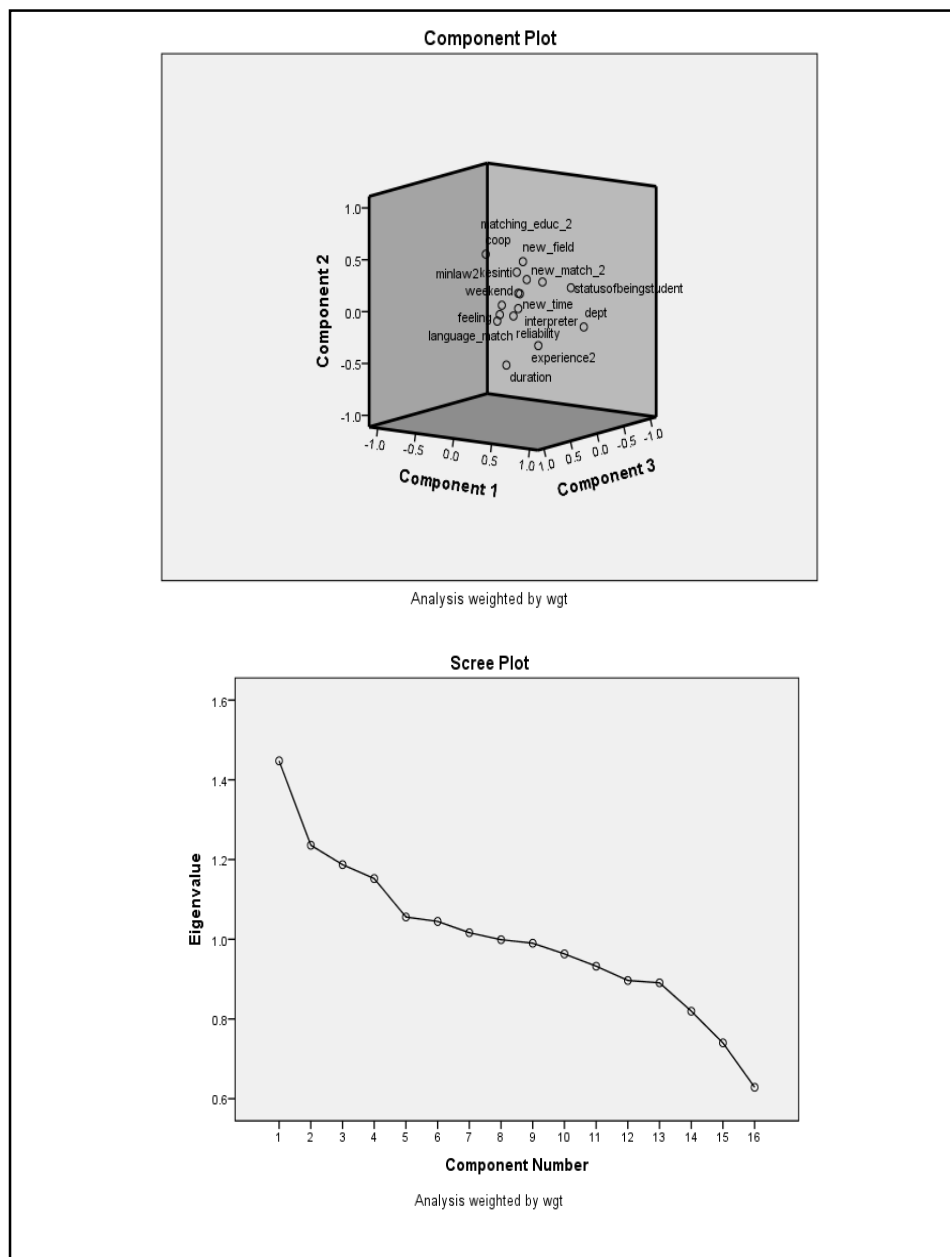 Component Plot
1.0
0.5
0.0
-0.5
-1.0
Component 2
matching_educ_2
coop
new_field
minlaw2kesinti
new_match_2
weekend
statusofbeingstudent
new_time
dept
feeling
interpreter
language_match
reliability
experience2
duration
-1.0
-0.5
0.0
0.5
1.0
Component 1
1.0
0.5
0.0
-0.5
-1.0
Component 3
Analysis weighted by wgt
Scree Plot
1.6
1.4
1.2
1.0
0.8
0.6
Eigenvalue
1 2 3 4 5 6 7 8 9 10 11 12 13 14 15 16
Component Number
Analysis weighted by wgt